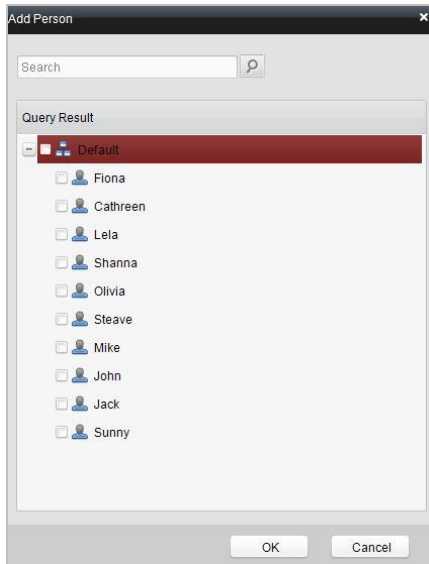 Add Person
Search
Query Result
Default
Fiona
Cathreen
Lela
Shanna
Olivia
Steave
Mike
John
Jack
Sunny
OK Cancel